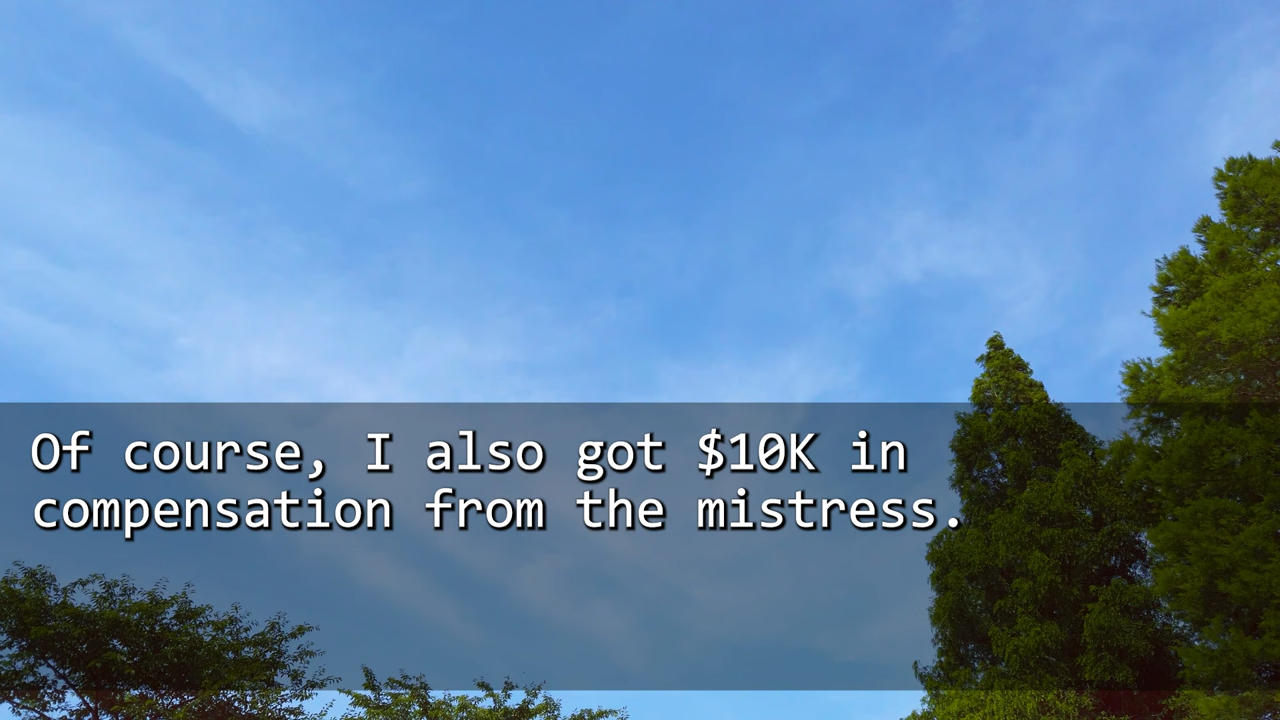 Of course, I also got $10K in
compensation from the mistress.